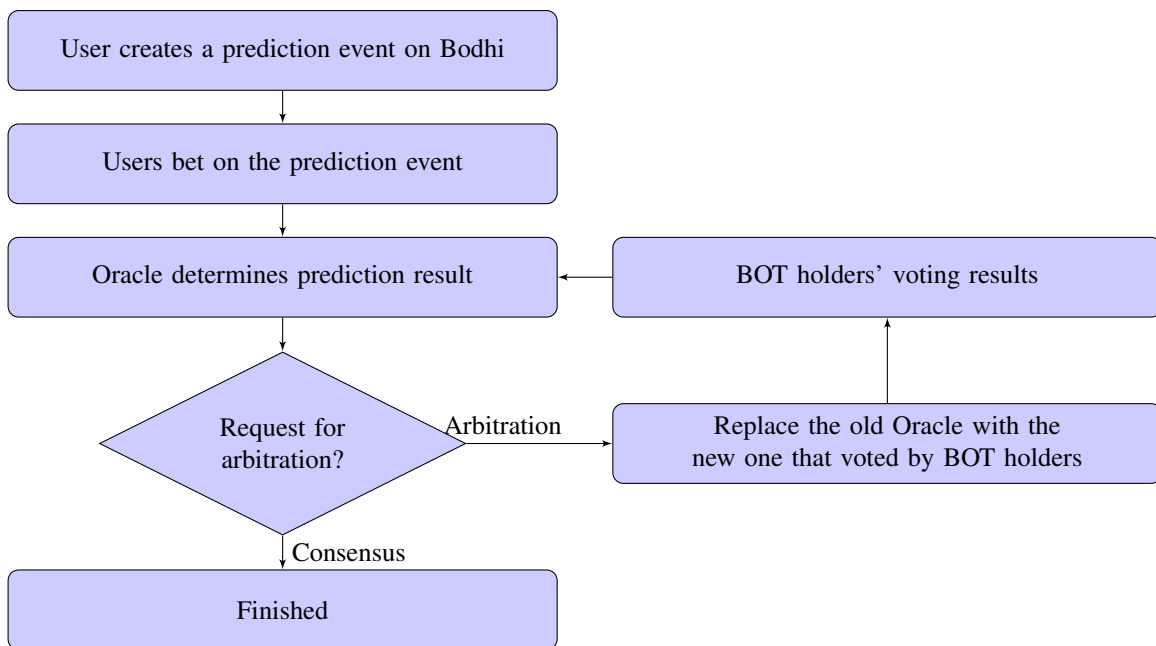 User creates a prediction event on Bodhi
Users bet on the prediction event
Oracle determines prediction result
BOT holders' voting results
Request for
arbitration?
Arbitration
Replace the old Oracle with the
new one that voted by BOT holders
Consensus
Finished